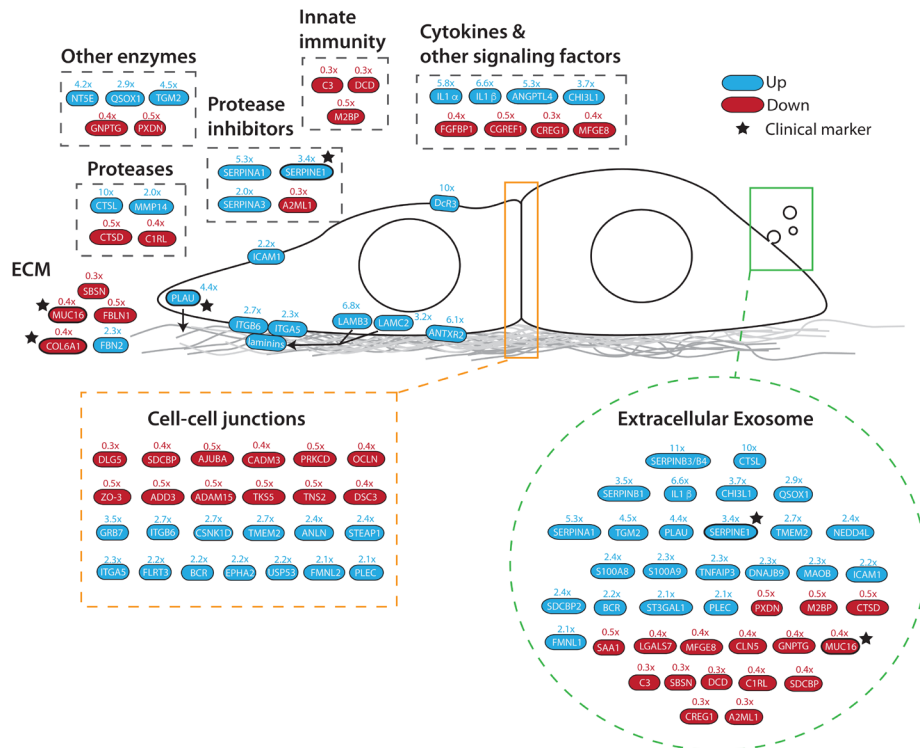 Innate
immunity
0.3x 0.3x
C3 DCD
0.5x
M2BP
Cytokines &
other signaling factors
5.8x 6.6x 5.3x 3.7x
IL1 α IL1 β ANGPTL4 CHI3L1
0.4x 0.5x 0.3x 0.4x
FGFBP1 CGREF1 CREG1 MFGE8
Up
Down
Clinical marker
Other enzymes
4.2x 2.9x 4.5x
NT5E QSOX1 TGM2
0.4x 0.5x
GNPTG PXDN
Protease
inhibitors
5.3x 3.4x
SERPINA1 SERPINE1
2.0x 0.3x
SERPINA3 A2ML1
Proteases
10x 2.0x
CTSL MMP14
0.5x 0.4x
CTSD C1RL
10x
DcR3
2.2x
ICAM1
ECM
0.3x
SBSN
0.4x 0.5x
MUC16 FBLN1
0.4x 2.3x
COL6A1 FBN2
PLAU 4.4x
2.7x 2.3x
ITGB6 ITGA5
laminins
6.8x
LAMB3 LAMC2
3.2x 6.1x
ANTXR2
Cell-cell junctions
0.3x 0.4x 0.5x 0.4x 0.5x 0.4x
DLG5 SDCBP AJUBA CADM3 PRKCD OCLN
0.5x 0.5x 0.5x 0.5x 0.5x 0.4x
ZO-3 ADD3 ADAM15 TKS5 TNS2 DSC3
3.5x 2.7x 2.7x 2.7x 2.4x 2.4x
GRB7 ITGB6 CSNK1D TMEM2 ANLN STEAP1
2.3x 2.2x 2.2x 2.2x 2.2x 2.1x 2.1x
ITGA5 FLRT3 BCR EPHA2 USP53 FMNL2 PLEC
Extracellular Exosome
11x 10x
SERPINB3/B4 CTSL
3.5x 6.6x 3.7x 2.9x
SERPINB1 IL1 β CHI3L1 QSOX1
5.3x 4.5x 4.4x 3.4x 2.7x 2.4x
SERPINA1 TGM2 PLAU SERPINE1 TMEM2 NEDD4L
2.4x 2.3x 2.3x 2.3x 2.3x 2.2x
S100A8 S100A9 TNFAIP3 DNAJB9 MAOB ICAM1
2.4x 2.2x 2.1x 2.1x 0.5x 0.5x 0.5x
SDCBP2 BCR ST3GAL1 PLEC PXDN M2BP CTSD
2.1x 0.5x 0.4x 0.4x 0.4x 0.4x 0.4x
FMNL1 SAA1 LGALS7 MFGE8 CLN5 GNPTG MUC16
0.3x 0.3x 0.3x 0.4x 0.4x
C3 SBSN DCD C1RL SDCBP
0.3x 0.3x
CREG1 A2ML1